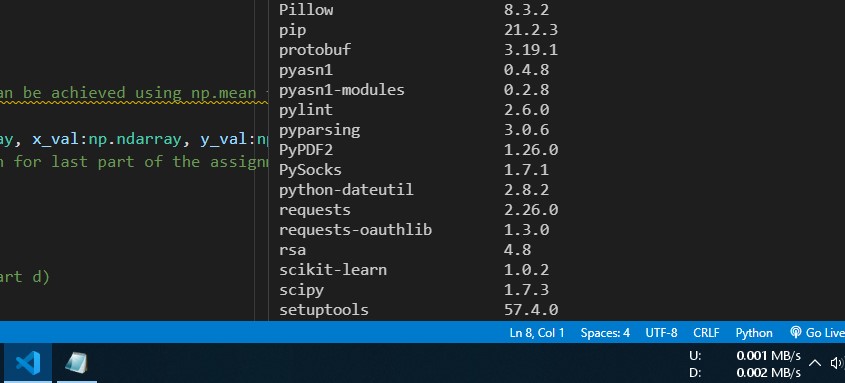 an be achieved using np.mean
ay, x_val:np.ndarray, y_val:np
n for last part of the assign
art d)
Pillow 8.3.2
pip 21.2.3
protobuf 3.19.1
pyasn1 0.4.8
pyasn1-modules 0.2.8
pylint 2.6.0
pyparsing 3.0.6
PyPDF2 1.26.0
PySocks 1.7.1
python-dateutil 2.8.2
requests 2.26.0
requests-oauthlib 1.3.0
rsa 4.8
scikit-learn 1.0.2
scipy 1.7.3
setuptools 57.4.0
Ln 8, Col 1 Spaces: 4 UTF-8 CRLF Python Go Live
U: 0.001 MB/s
D: 0.002 MB/s